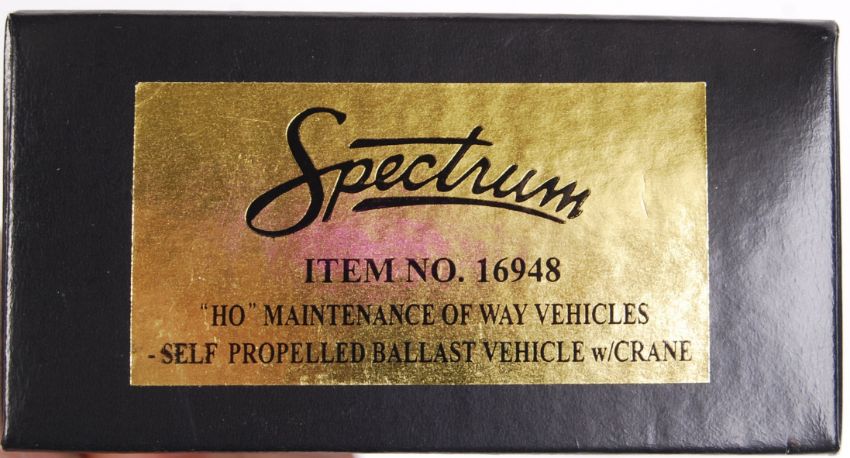 Spectrum
ITEM NO. 16948
"HO" MAINTENANCE OF WAY VEHICLES
- SELF PROPELLED BALLAST VEHICLE w/CRANE